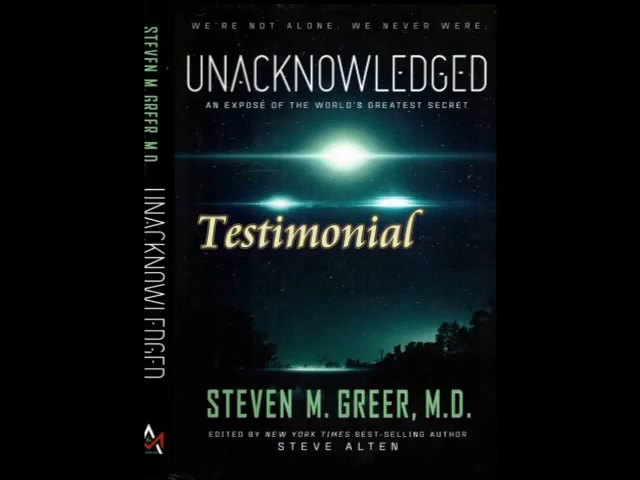 STEVEN M. GREER, M.D.
UNACKNOWLEDGED
WE'RE NOT ALONE. WE NEVER WERE.
UNACKNOWLEDGED
AN EXPOSÉ OF THE WORLD'S GREATEST SECRET
Testimonial
STEVEN M. GREER, M.D.
EDITED BY NEW YORK TIMES BEST-SELLING AUTHOR
STEVE ALTEN